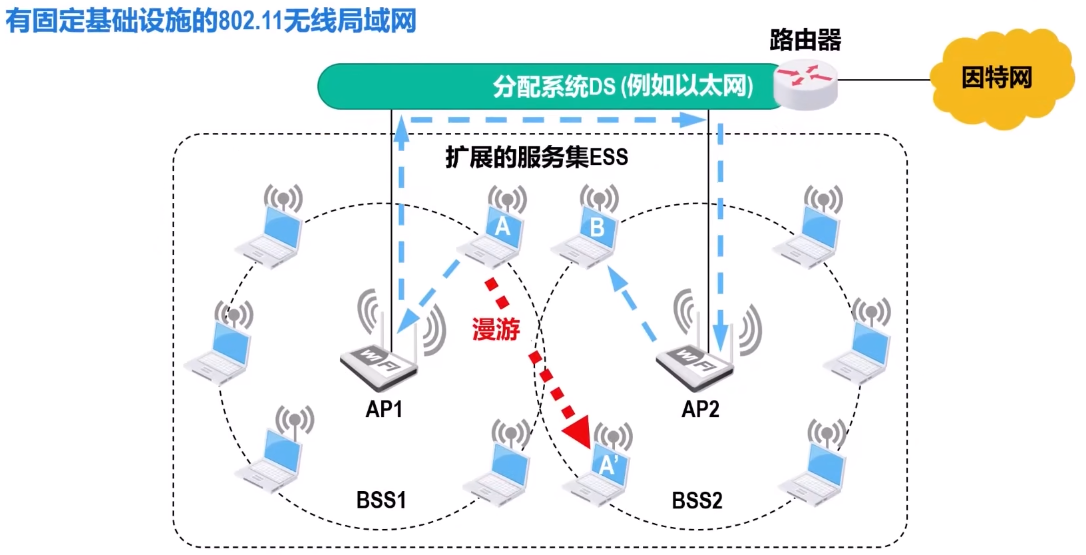 有固定基础设施的802.11无线局域网
路由器
分配系统DS (例如以太网)
因特网
扩展的服务集ESS
A
B
漫游
WiFi
WiFi
AP1
AP2
A'
BSS1
BSS2